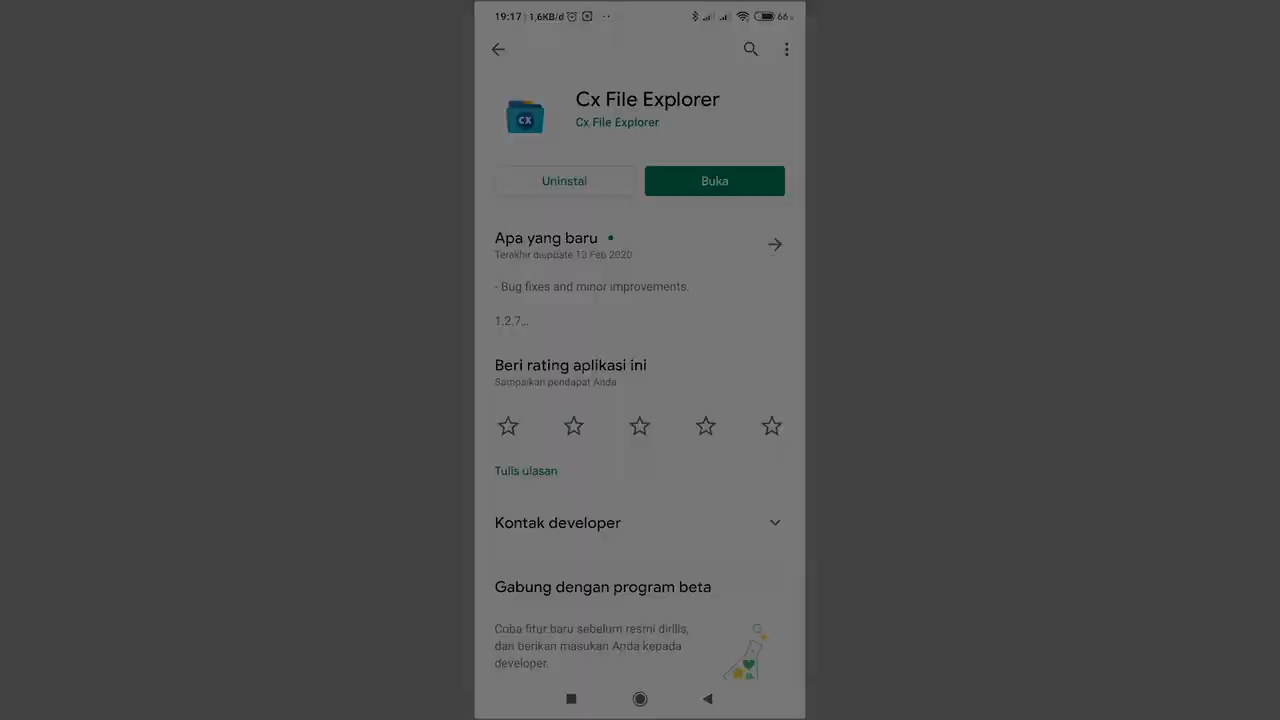 19:17 | 1,6KB/d
66
Cx File Explorer
CX
Cx File Explorer
Uninstal
Buka
Apa yang baru
Terakhir diupdate 13 Feb 2020
- Bug fixes and minor improvements.
1.2.7...
Beri rating aplikasi ini
Sampaikan pendapat Anda
Tulis ulasan
Kontak developer
Gabung dengan program beta
Coba fitur baru sebelum resmi dirilis,
dan berikan masukan Anda kepada
developer.